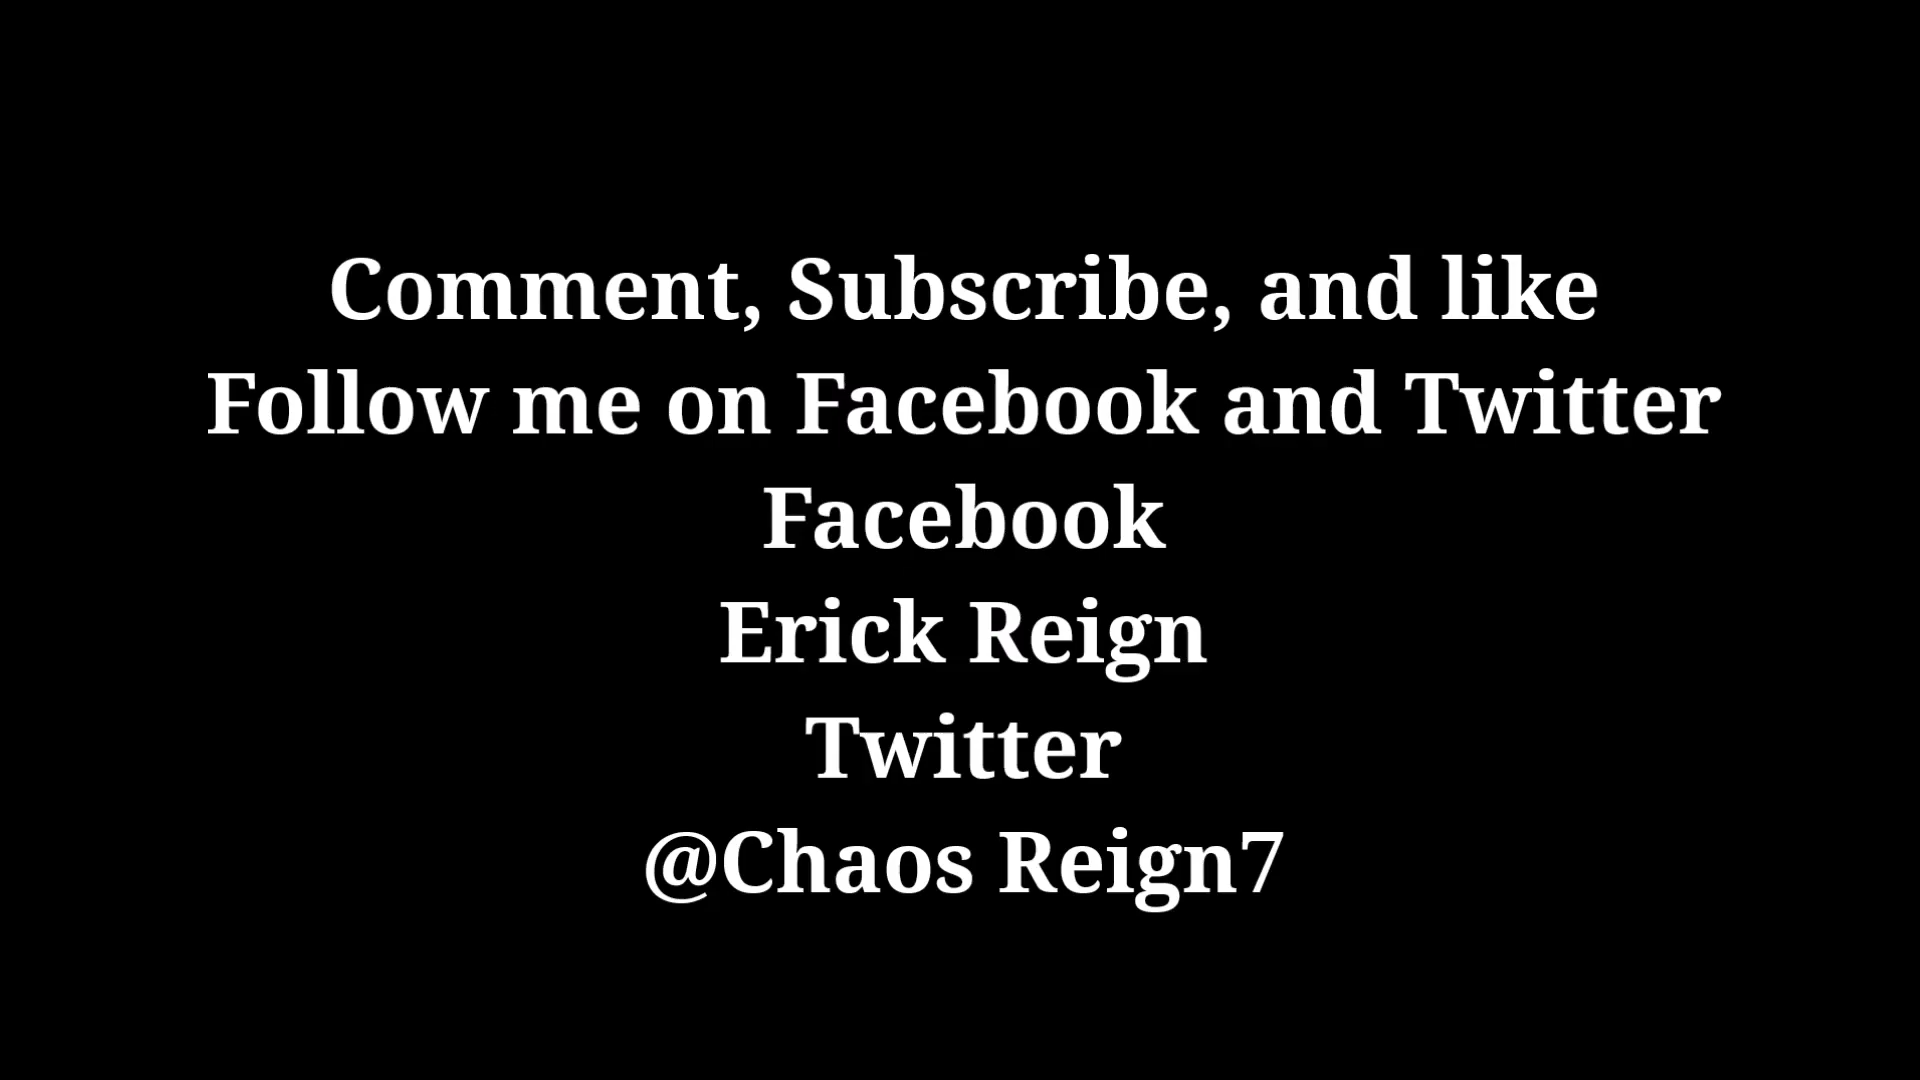 Comment, Subscribe, and like
Follow me on Facebook and Twitter
Facebook
Erick Reign
Twitter
@Chaos Reign7